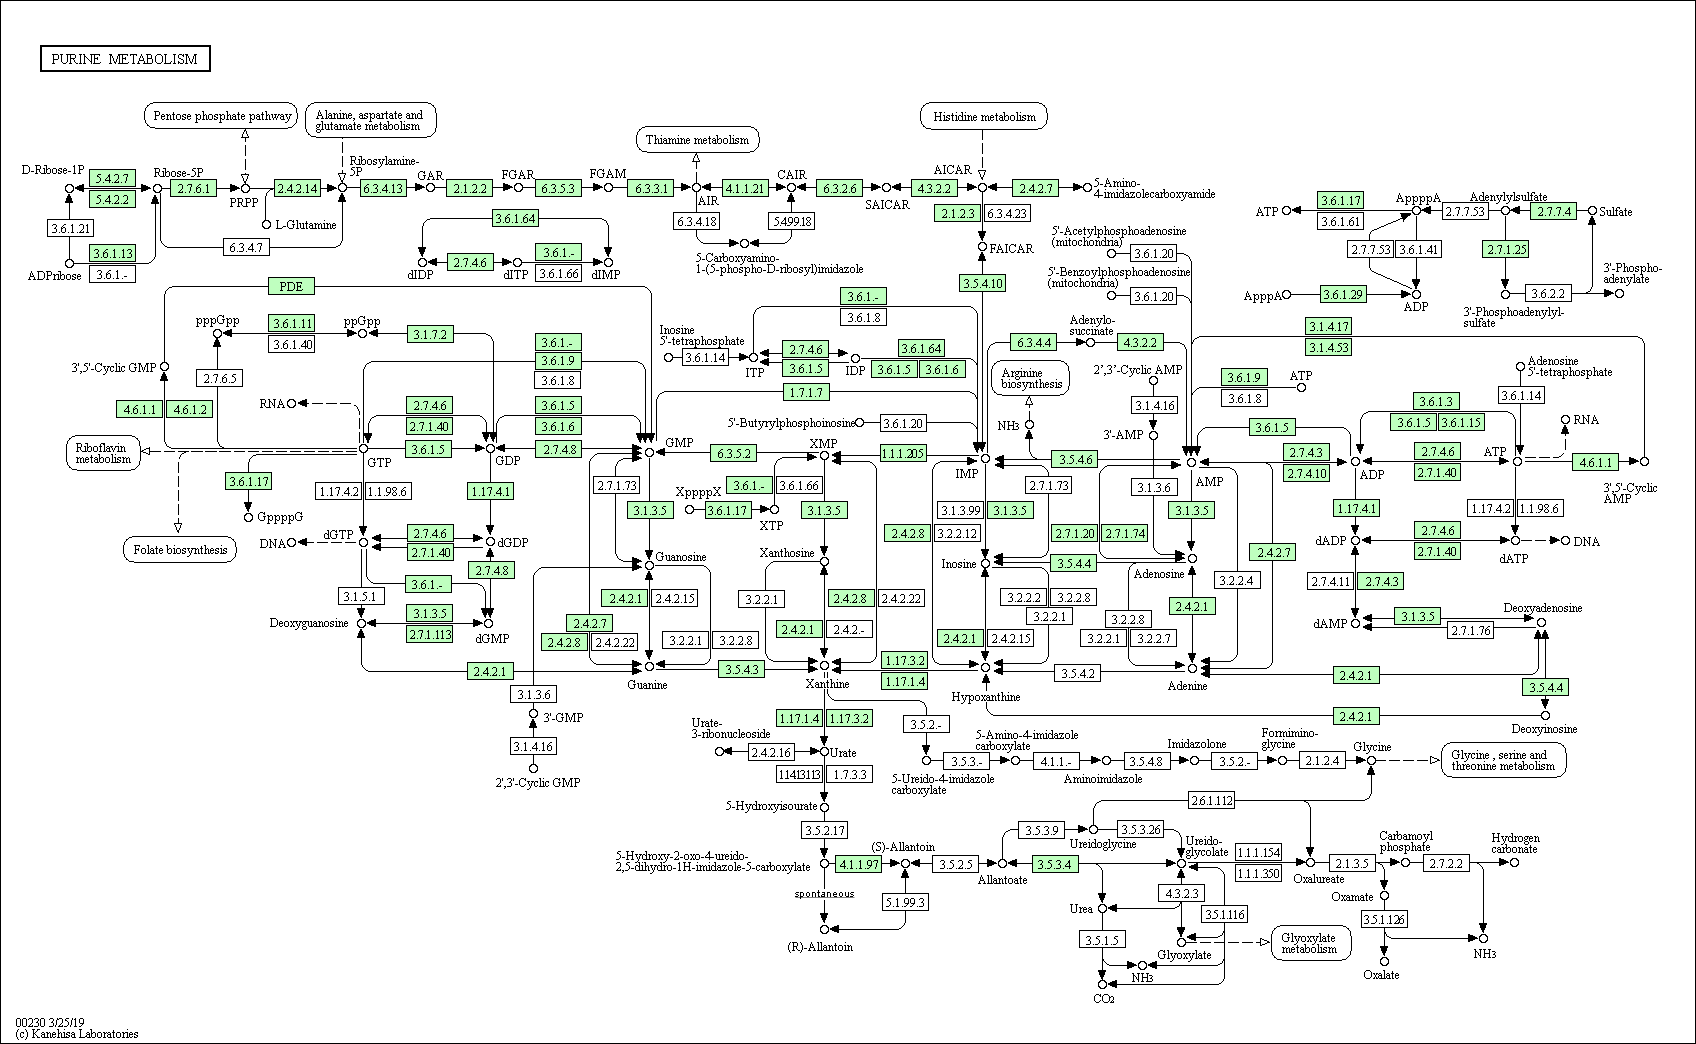 PURINE METABOLISM
Pentose phosphate pathway
Alanine, aspartate and
glutamate metabolism
Thiamine metabolism
Histidine metabolism
D-Ribose-1P
5.4.2.7
5.4.2.2
Ribose-5P
2.7.6.1
PRPP
2.4.2.14
Ribosylamine-
5P
6.3.4.13
GAR
2.1.2.2
FGAR
6.3.5.3
FGAM
6.3.3.1
AIR
4.1.1.21
CAIR
6.3.2.6
SAICAR
4.3.2.2
AICAR
2.4.2.7
5-Amino-
4-imidazolecarboxyamide
3.6.1.21
L-Glutamine
6.3.4.7
3.6.1.13
3.6.1.-
ADPribose
3.6.1.64
dIDP
2.7.4.6
dITP
3.6.1.-
3.6.1.66
dIMP
6.3.4.18
5.4.99.18
5-Carboxyamino-
1-(5-phospho-D-ribosyl)imidazole
2.1.2.3
6.3.4.23
FAICAR
3.5.4.10
5'-Acetylphosphoadenosine
(mitochondria)
3.6.1.20
5'-Benzoylphosphoadenosine
(mitochondria)
3.6.1.20
ATP
3.6.1.17
3.6.1.61
AppppA
2.7.7.53
Adenylylsulfate
2.7.7.4
Sulfate
2.7.7.53
3.6.1.41
2.7.1.25
ApppA
3.6.1.29
ADP
3.6.2.2
3'-Phospho-
adenylate
3'-Phosphoadenylyl-
sulfate
PDE
pppGpp
3.6.1.11
3.6.1.40
ppGpp
3.1.7.2
3.6.1.-
3.6.1.9
3.6.1.8
3',5'-Cyclic GMP
2.7.6.5
4.6.1.1
4.6.1.2
RNA
2.7.4.6
2.7.1.40
3.6.1.5
3.6.1.6
Riboflavin
metabolism
GTP
3.6.1.5
GDP
2.7.4.8
GMP
6.3.5.2
XMP
1.1.1.205
IMP
Inosine
5'-tetraphosphate
3.6.1.14
3.6.1.-
3.6.1.8
ITP
2.7.4.6
3.6.1.5
IDP
3.6.1.64
3.6.1.5
3.6.1.6
1.7.1.7
5'-Butyrylphosphoinosine
3.6.1.20
6.3.4.4
Adenylo-
succinate
4.3.2.2
Arginine
biosynthesis
NH3
2',3'-Cyclic AMP
3.1.4.16
3'-AMP
3.1.3.6
3.5.4.6
2.7.1.73
AMP
3.1.4.17
3.1.4.53
3.6.1.9
3.6.1.8
ATP
3.6.1.5
2.7.4.3
2.7.4.10
ADP
3.6.1.3
3.6.1.5
3.6.1.15
2.7.4.6
2.7.1.40
ATP
Adenosine
5'-tetraphosphate
3.6.1.14
RNA
4.6.1.1
3',5'-Cyclic
AMP
3.6.1.17
GppppG
1.17.4.2
1.1.98.6
1.17.4.1
2.7.1.73
3.1.3.5
XppppX
3.6.1.-
3.6.1.66
3.6.1.17
XTP
3.1.3.5
3.1.3.99
3.1.3.5
2.4.2.8
3.2.2.12
2.7.1.20
2.7.1.74
3.1.3.5
2.4.2.7
1.17.4.1
1.17.4.2
1.1.98.6
Folate biosynthesis
DNA
dGTP
2.7.4.6
2.7.1.40
dGDP
2.7.4.8
3.6.1.-
3.1.5.1
Deoxyguanosine
3.1.3.5
2.7.1.113
dGMP
Guanosine
2.4.2.1
2.4.2.15
2.4.2.7
2.4.2.8
2.4.2.22
3.2.2.1
3.2.2.8
Xanthosine
3.2.2.1
2.4.2.8
2.4.2.22
2.4.2.1
2.4.2.-
Inosine
3.5.4.4
Adenosine
3.2.2.2
3.2.2.8
3.2.2.1
2.4.2.1
2.4.2.15
3.2.2.8
3.2.2.1
3.2.2.7
2.4.2.1
3.2.2.4
dADP
2.7.4.6
2.7.1.40
dATP
DNA
2.7.4.11
2.7.4.3
dAMP
3.1.3.5
2.7.1.76
Deoxyadenosine
2.4.2.1
Guanine
3.5.4.3
Xanthine
1.17.3.2
1.17.1.4
Hypoxanthine
3.5.4.2
Adenine
2.4.2.1
3.5.4.4
2.4.2.1
Deoxyinosine
3.1.3.6
3'-GMP
3.1.4.16
2',3'-Cyclic GMP
1.17.1.4
1.17.3.2
Urate-
3-ribonucleoside
2.4.2.16
Urate
1.14.13.113
1.7.3.3
5-Hydroxyisourate
3.5.2.17
3.5.2.-
5-Ureido-4-imidazole
carboxylate
3.5.3.-
5-Amino-4-imidazole
carboxylate
4.1.1.-
Aminoimidazole
3.5.4.8
Imidazolone
3.5.2.-
Formimino-
glycine
2.1.2.4
Glycine
Glycine , serine and
threonine metabolism
2.6.1.112
5-Hydroxy-2-oxo-4-ureido-
2,5-dihydro-1H-imidazole-5-carboxylate
4.1.1.97
(S)-Allantoin
3.5.2.5
Allantoate
3.5.3.9
Ureidoglycine
3.5.3.26
3.5.3.4
Ureido-
glycolate
1.1.1.154
1.1.1.350
Oxalureate
2.1.3.5
Carbamoyl
phosphate
2.7.2.2
Hydrogen
carbonate
spontaneous
5.1.99.3
(R)-Allantoin
Urea
4.3.2.3
3.5.1.116
3.5.1.5
Glyoxylate
Glyoxylate
metabolism
NH3
CO2
Oxamate
3.5.1.126
NH3
Oxalate
00230 3/25/19
(c) Kanehisa Laboratories